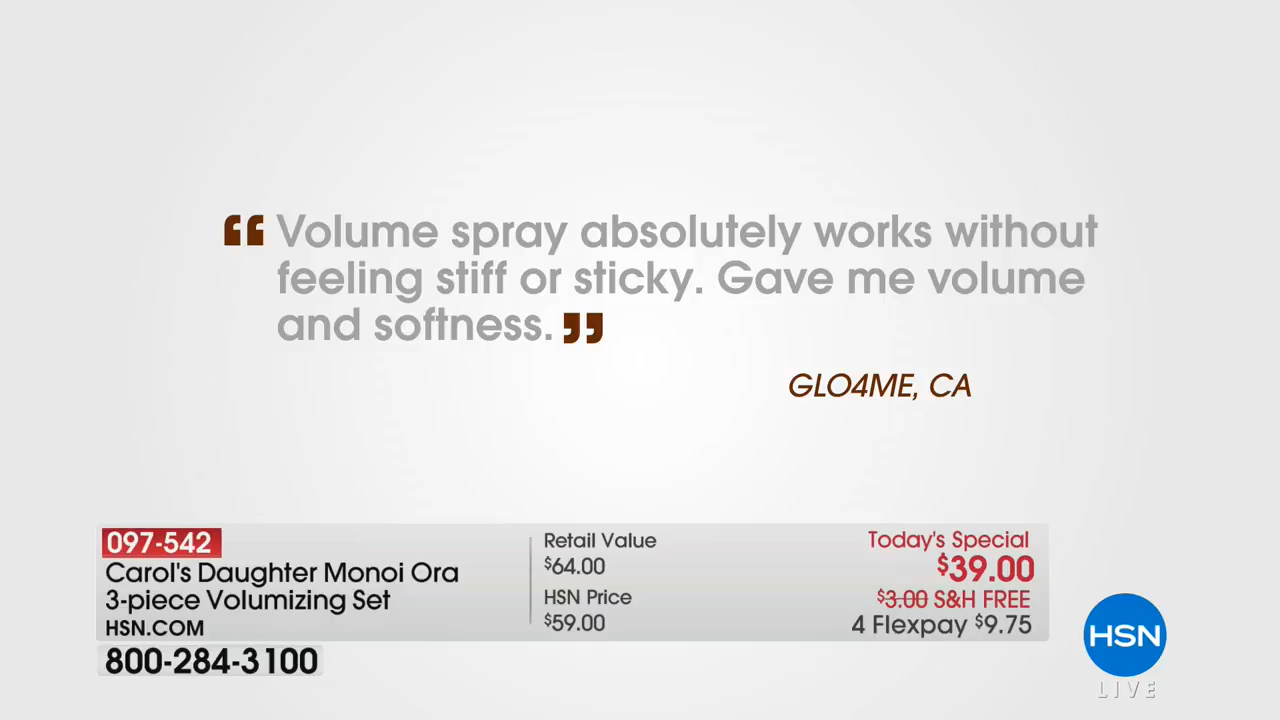 “Volume spray absolutely works without
feeling stiff or sticky. Gave me volume
and softness.”
GLO4ME, CA
097-542
Carol's Daughter Monoi Ora
3-piece Volumizing Set
HSN.COM
800-284-3100
Retail Value
$64.00
HSN Price
$59.00
Today's Special
$39.00
$3.00 S&H FREE
4 Flexpay $9.75
HSN
LIVE